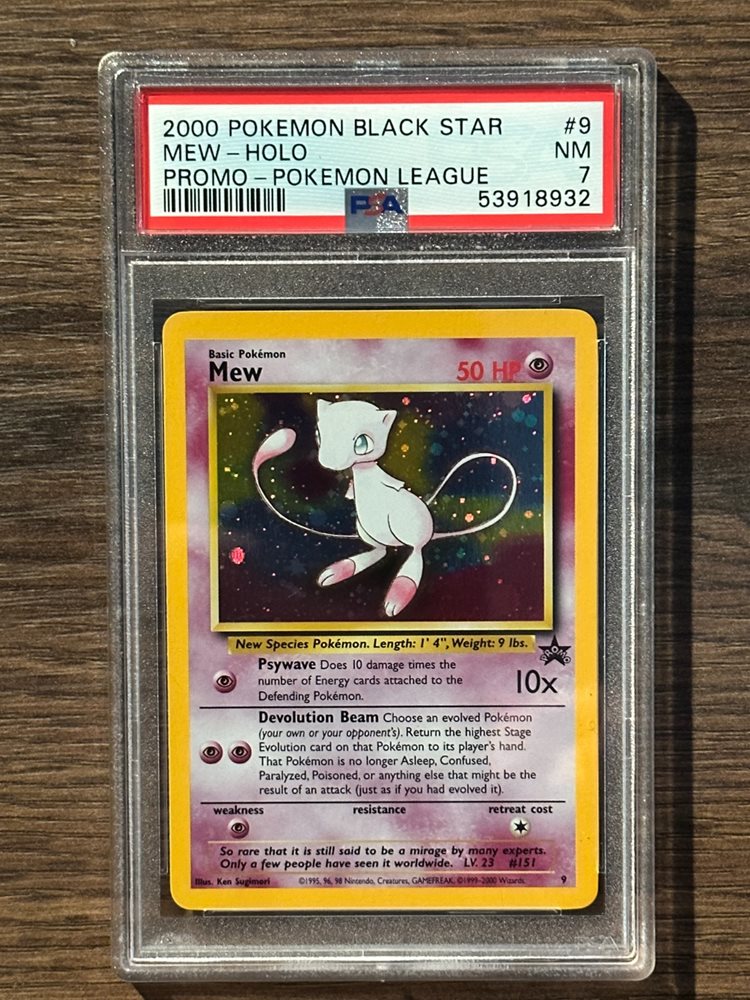 2000 POKEMON BLACK STAR #9
MEW - HOLO NM
PROMO - POKEMON LEAGUE 7
PSA 53918932
Basic Pokémon
Mew 50 HP
New Species Pokémon. Length: 1' 4", Weight: 9 lbs.
PROMO
Psywave Does 10 damage times the
number of Energy cards attached to the
Defending Pokémon.
10x
Devolution Beam Choose an evolved Pokémon
(your own or your opponent's). Return the highest Stage
Evolution card on that Pokémon to its player's hand.
That Pokémon is no longer Asleep, Confused,
Paralyzed, Poisoned, or anything else that might be the
result of an attack (just as if you had evolved it).
weakness resistance retreat cost
So rare that it is still said to be a mirage by many experts.
Only a few people have seen it worldwide. LV. 23 #151
Illus. Ken Sugimori ©1995, 96, 98 Nintendo, Creatures, GAMEFREAK. ©1999-2000 Wizards. 9